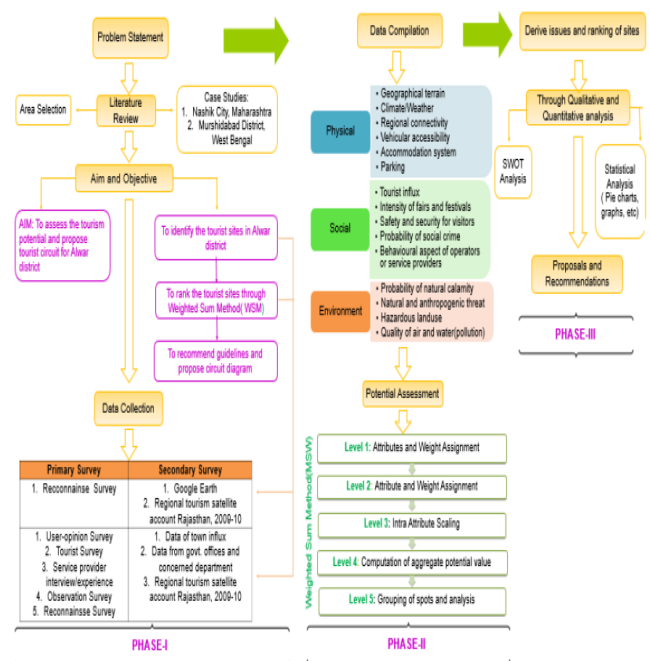 Problem Statement
Area Selection
Literature
Review
Case Studies:
1. Nashik City, Maharashtra
2. Murshidabad District,
West Bengal
Aim and Objective
AIM: To assess the tourism
potential and propose
tourist circuit for Alwar
district
To identify the tourist sites in Alwar
district
To rank the tourist sites through
Weighted Sum Method( WSM)
To recommend guidelines and
propose circuit diagram
Data Collection
Primary Survey
Secondary Survey
1. Reconnainse Survey
1. Google Earth
2. Regional tourism satellite
account Rajasthan, 2009-10
1. User-opinion Survey
2. Tourist Survey
3. Service provider
interview/experience
4. Observation Survey
5. Reconnainsse Survey
1. Data of town influx
2. Data from govt. offices and
concerned department
3. Regional tourism satellite
account Rajasthan, 2009-10
PHASE-I
Data Compilation
Physical
• Geographical terrain
• Climate/Weather
• Regional connectivity
• Vehicular accessibility
• Accommodation system
• Parking
Social
• Tourist influx
• Intensity of fairs and festivals
• Safety and security for visitors
• Probability of social crime
• Behavioural aspect of operators
or service providers
Environment
• Probability of natural calamity
• Natural and anthropogenic threat
• Hazardous landuse
• Quality of air and water(pollution)
Potential Assessment
Weighted Sum Method(MSW)
Level 1: Attributes and Weight Assignment
Level 2: Attribute and Weight Assignment
Level 3: Intra Attribute Scaling
Level 4: Computation of aggregate potential value
Level 5: Grouping of spots and analysis
PHASE-II
Derive issues and ranking of sites
Through Qualitative and
Quantitative analysis
SWOT
Analysis
Statistical
Analysis
( Pie charts,
graphs, etc)
Proposals and
Recommendations
PHASE-III